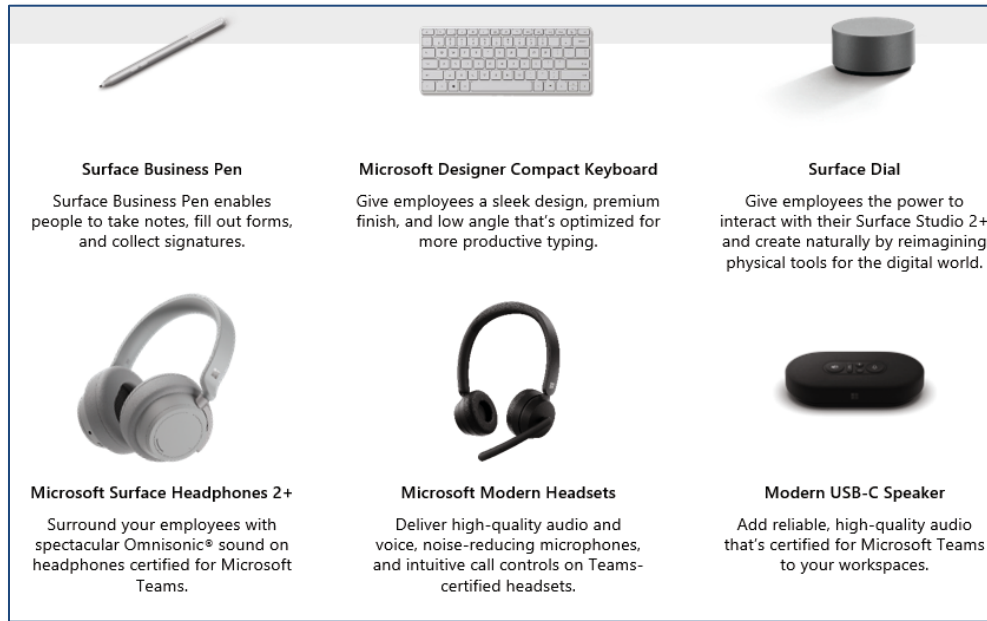 Surface Business Pen
Surface Business Pen enables
people to take notes, fill out forms,
and collect signatures.
Microsoft Designer Compact Keyboard
Give employees a sleek design, premium
finish, and low angle that's optimized for
more productive typing.
Surface Dial
Give employees the power to
interact with their Surface Studio 2+
and create naturally by reimagining
physical tools for the digital world.
Microsoft Surface Headphones 2+
Surround your employees with
spectacular Omnisonic® sound on
headphones certified for Microsoft
Teams.
Microsoft Modern Headsets
Deliver high-quality audio and
voice, noise-reducing microphones,
and intuitive call controls on Teams-
certified headsets.
Modern USB-C Speaker
Add reliable, high-quality audio
that's certified for Microsoft Teams
to your workspaces.